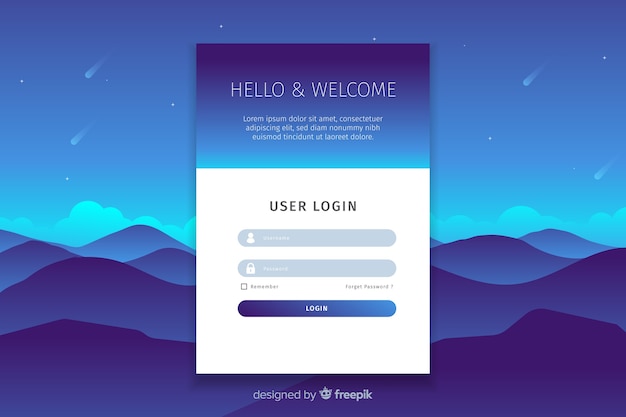 HELLO & WELCOME
Lorem ipsum dolor sit amet, consectetuer
adipiscing elit, sed diam nonummy nibh
euismod tincidunt ut laoreet dolore.
USER LOGIN
Username
Password
Remember Forget Password ?
LOGIN
designed by freepik